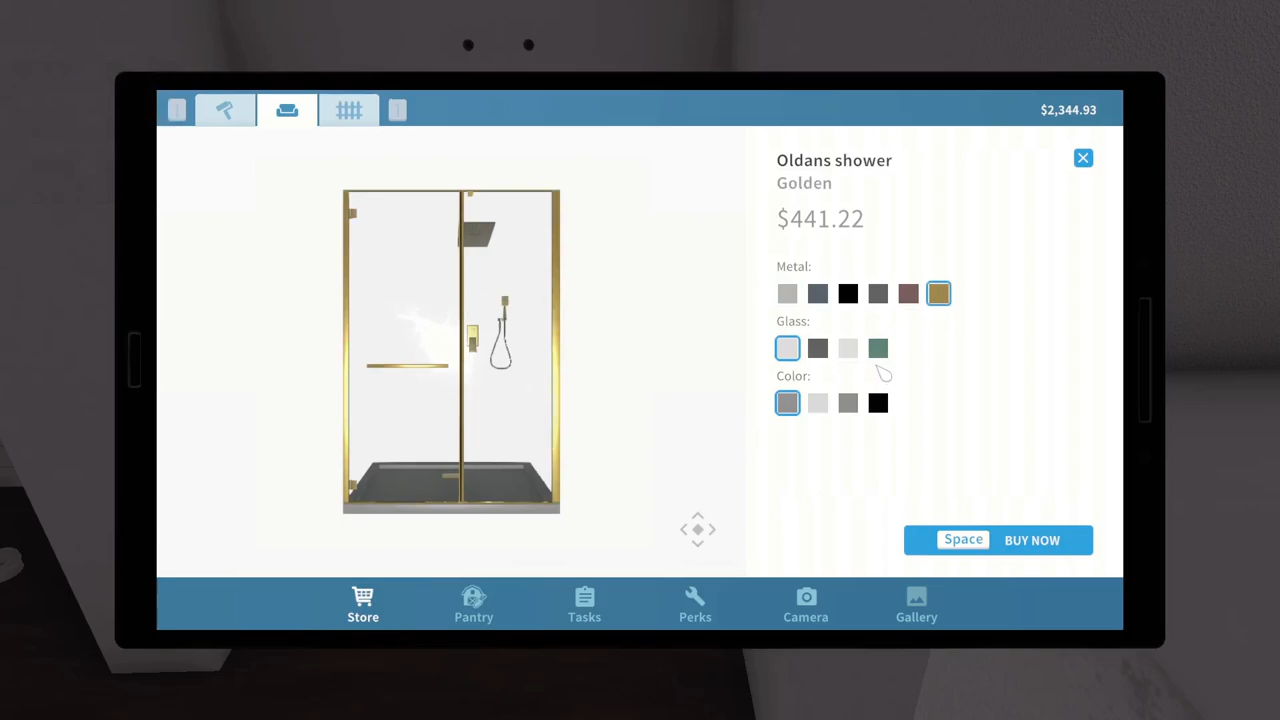 $2,344.93
Oldans shower
Golden
$441.22
Metal:
Glass:
Color:
Space BUY NOW
Store Pantry Tasks Perks Camera Gallery